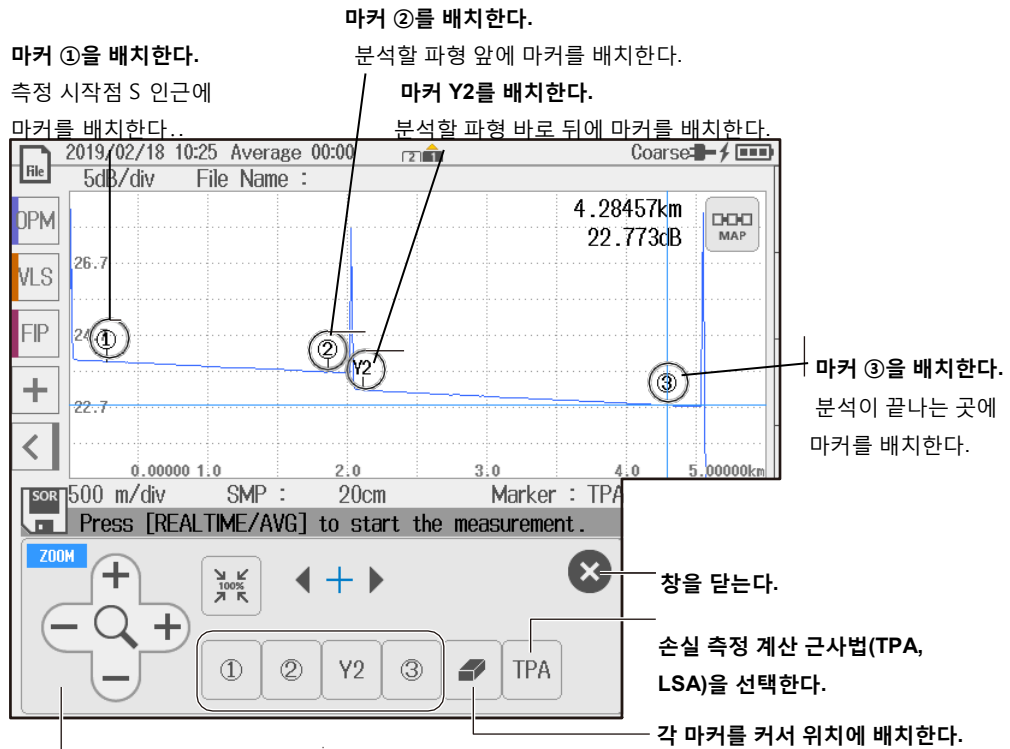 마커 ②를 배치한다.
마커 ①을 배치한다.
분석할 파형 앞에 마커를 배치한다.
측정 시작점 S 인근에
마커 Y2를 배치한다.
마커를 배치한다..
분석할 파형 바로 뒤에 마커를 배치한다.
File
2019/02/18 10:25 Average 00:00
2 1
Coarse
5dB/div File Name :
OPM
4.28457km
22.773dB
MAP
26.7
VLS
FIP
①
②
Y2
③
마커 ③을 배치한다.
분석이 끝나는 곳에
마커를 배치한다.
22.7
0.00000 1.0 2.0 3.0 4.0 5.00000km
SOR
500 m/div SMP : 20cm Marker : TPA
Press [REALTIME/AVG] to start the measurement.
ZOOM
100%
창을 닫는다.
① ② Y2 ③ TPA
손실 측정 계산 근사법(TPA,
LSA)을 선택한다.
각 마커를 커서 위치에 배치한다.